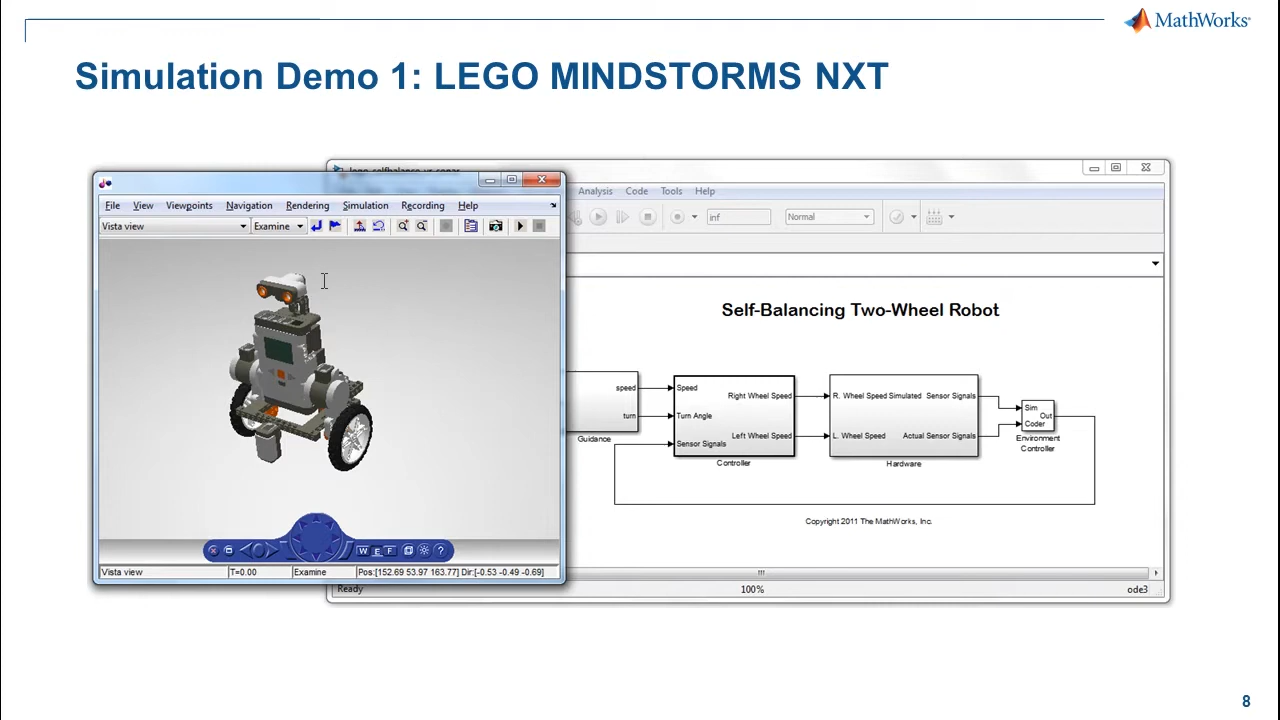 MathWorks
Simulation Demo 1: LEGO MINDSTORMS NXT
File View Viewpoints Navigation Rendering Simulation Recording Help
Vista view Examine
Vista view T=0.00 Examine Pos:[152.69 53.97 163.77] Dir:[-0.53 -0.49 -0.69]
W E F ?
Analysis Code Tools Help
inf Normal
Self-Balancing Two-Wheel Robot
speed
turn
Guidance
Speed
Turn Angle
Sensor Signals
Right Wheel Speed
Left Wheel Speed
Controller
R. Wheel Speed Simulated Sensor Signals
L. Wheel Speed Actual Sensor Signals
Hardware
Sim
Out
Coder
Environment
Controller
Copyright 2011 The MathWorks, Inc.
Ready 100% ode3
8